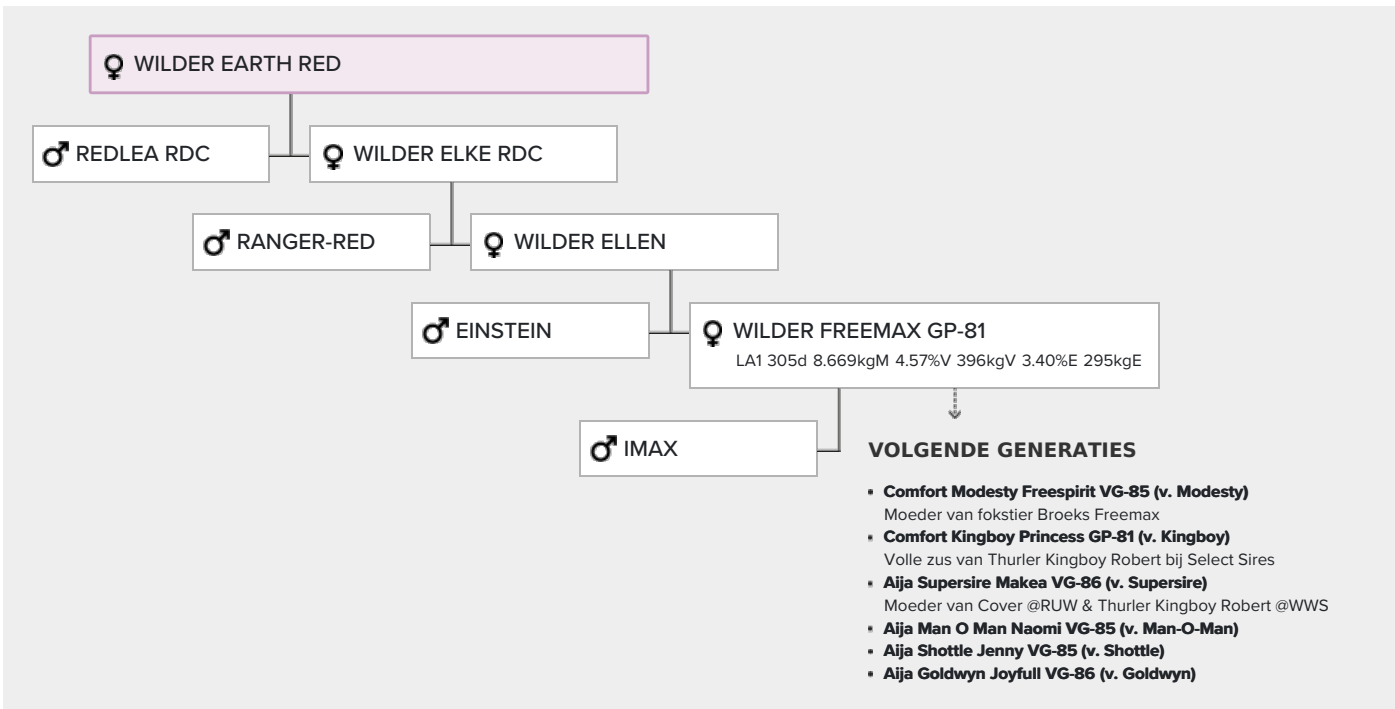 WILDER EARTH RED
REDLEA RDC
WILDER ELKE RDC
RANGER-RED
WILDER ELLEN
EINSTEIN
WILDER FREEMAX GP-81
LA1 305d 8.669kgM 4.57%V 396kgV 3.40%E 295kgE
IMAX
VOLGENDE GENERATIES
Comfort Modesty Freespirit VG-85 (v. Modesty)
Moeder van fokstier Broeks Freemax
Comfort Kingboy Princess GP-81 (v. Kingboy)
Volle zus van Thurler Kingboy Robert bij Select Sires
Aija Supersire Makea VG-86 (v. Supersire)
Moeder van Cover @RUW & Thurler Kingboy Robert @WWS
Aija Man O Man Naomi VG-85 (v. Man-O-Man)
Aija Shottle Jenny VG-85 (v. Shottle)
Aija Goldwyn Joyfull VG-86 (v. Goldwyn)